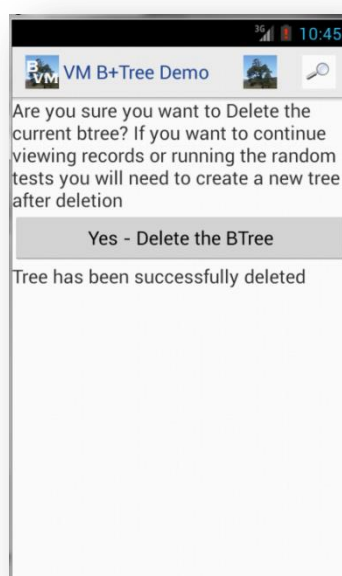 3G 10:45
B VM VM B+Tree Demo
Are you sure you want to Delete the
current btree? If you want to continue
viewing records or running the random
tests you will need to create a new tree
after deletion
Yes - Delete the BTree
Tree has been successfully deleted